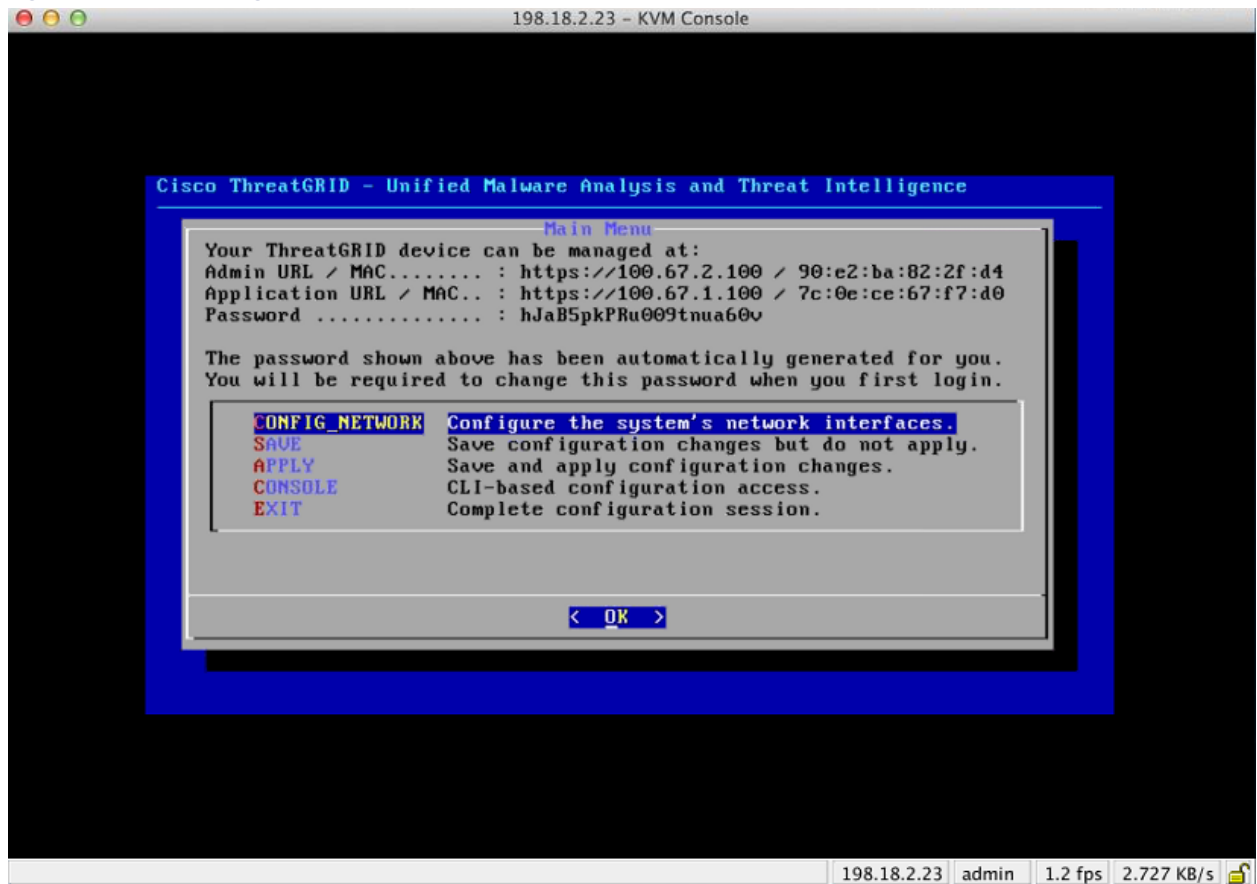 198.18.2.23 – KVM Console
Cisco ThreatGRID - Unified Malware Analysis and Threat Intelligence
Main Menu
Your ThreatGRID device can be managed at:
Admin URL / MAC........ : https://100.67.2.100 / 90:e2:ba:82:2f:d4
Application URL / MAC.. : https://100.67.1.100 / 7c:0e:ce:67:f7:d0
Password .............. : hJaB5pkPRu009tnua60v
The password shown above has been automatically generated for you.
You will be required to change this password when you first login.
CONFIG_NETWORK Configure the system's network interfaces.
SAVE Save configuration changes but do not apply.
APPLY Save and apply configuration changes.
CONSOLE CLI-based configuration access.
EXIT Complete configuration session.
< OK >
198.18.2.23 admin 1.2 fps 2.727 KB/s